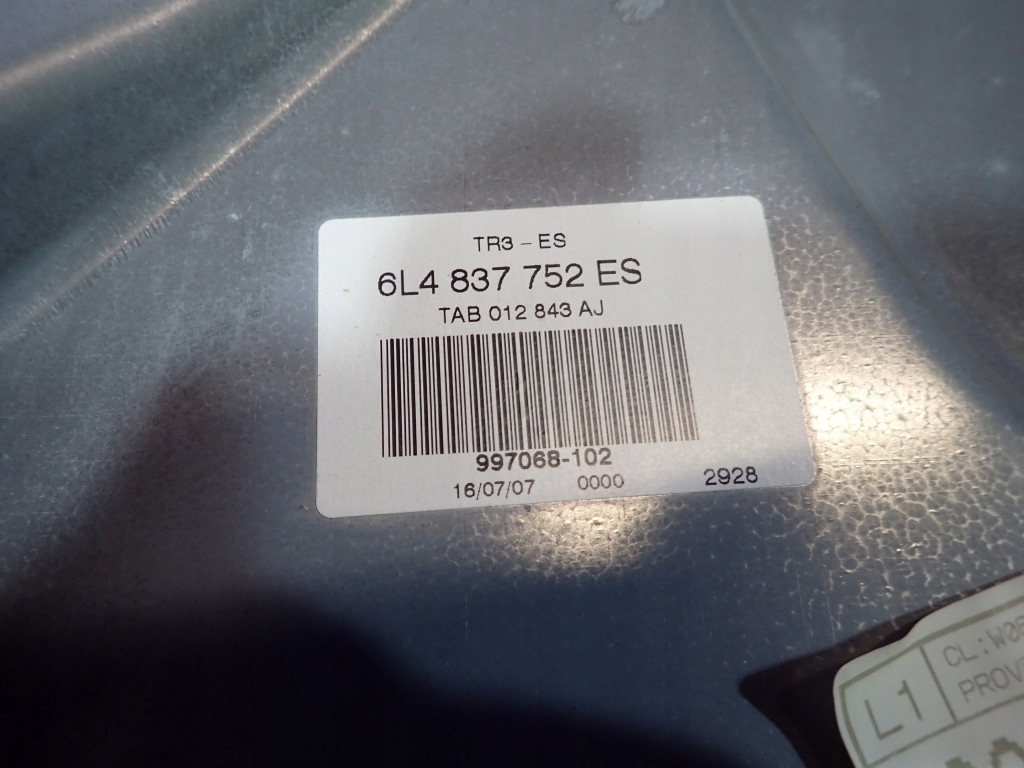 TR3 - ES
6L4 837 752 ES
TAB 012 843 AJ
997068-102
16/07/07 0000 2928
L1
CL:W
PROV